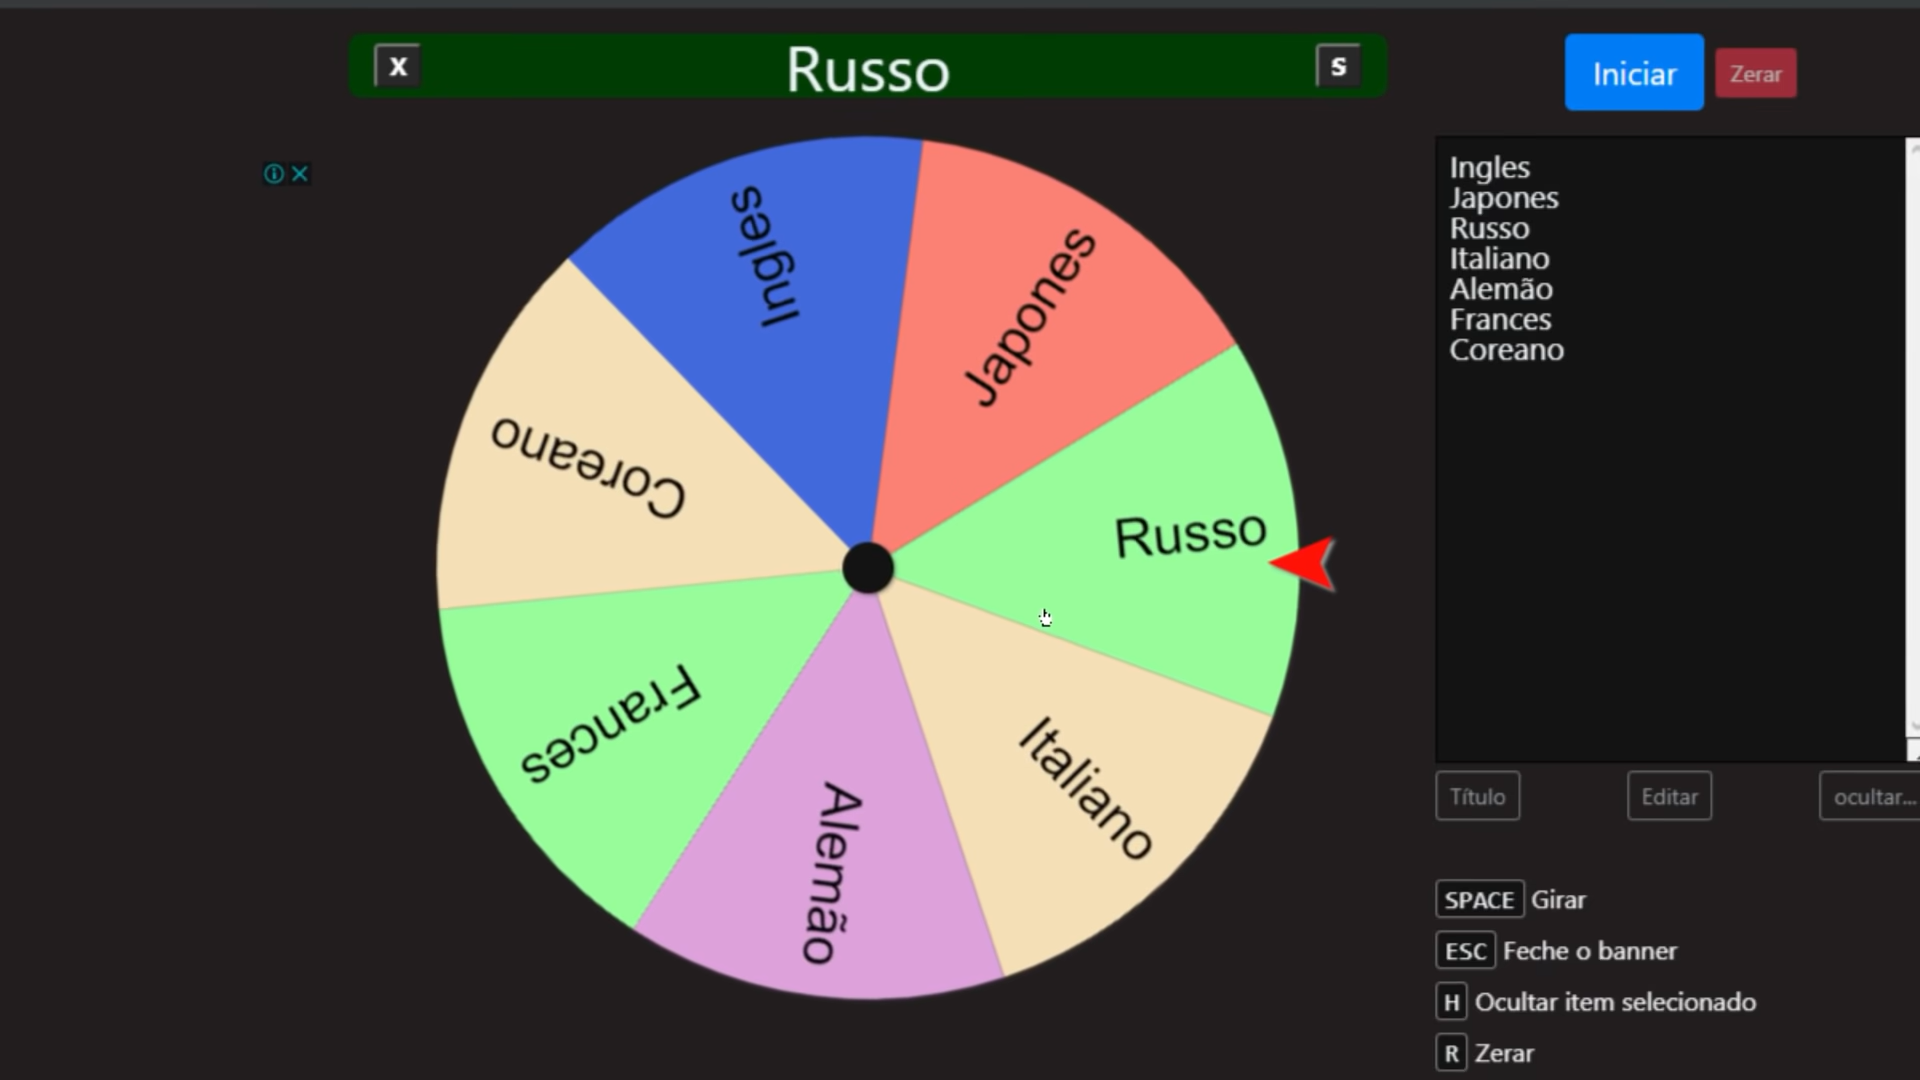 X Russo S
Iniciar
Zerar
Ingles
Japones
Russo
Italiano
Alemão
Frances
Coreano
Ingles
Japones
Russo
Italiano
Alemão
Frances
Coreano
Título
Editar
ocultar...
SPACE Girar
ESC Feche o banner
H Ocultar item selecionado
R Zerar